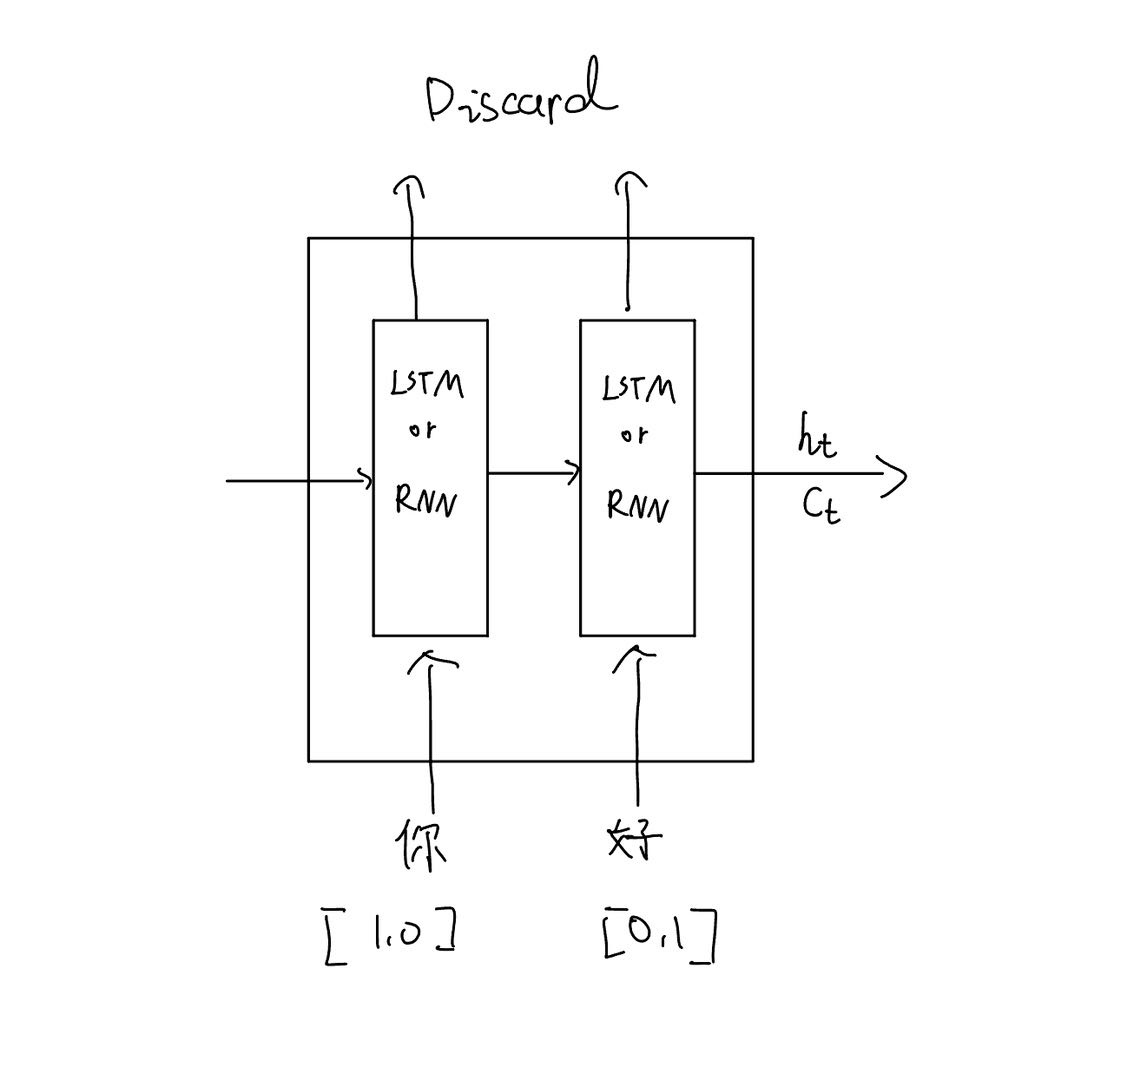 Discard
LSTM
or
RNN
LSTM
or
RNN
ht
Ct
你
好
[1,0]
[0,1]